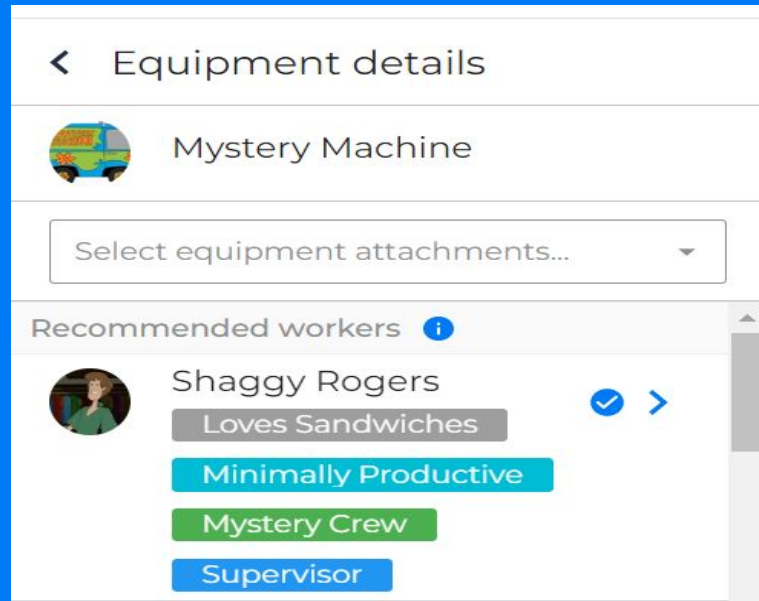 Equipment details
Mystery Machine
Select equipment attachments...
Recommended workers
Shaggy Rogers
Loves Sandwiches
Minimally Productive
Mystery Crew
Supervisor